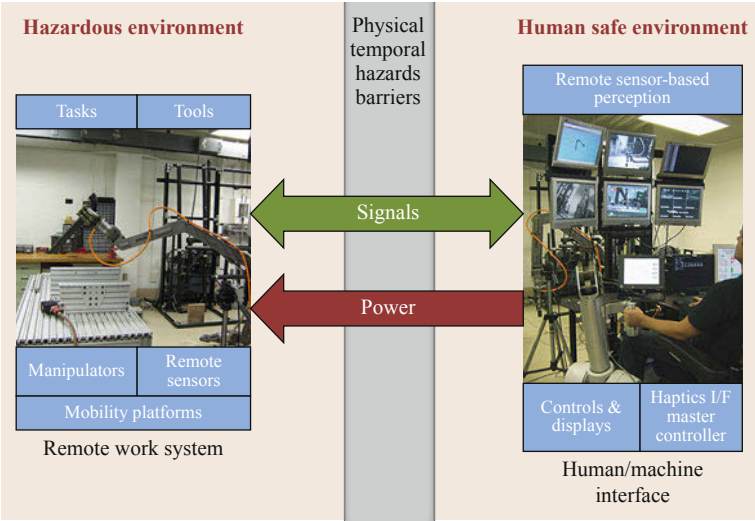 Hazardous environment
Tasks
Tools
Manipulators
Remote
sensors
Mobility platforms
Remote work system
Physical
temporal
hazards
barriers
Signals
Power
Human safe environment
Remote sensor-based
perception
Controls &
displays
Haptics I/F
master
controller
Human/machine
interface